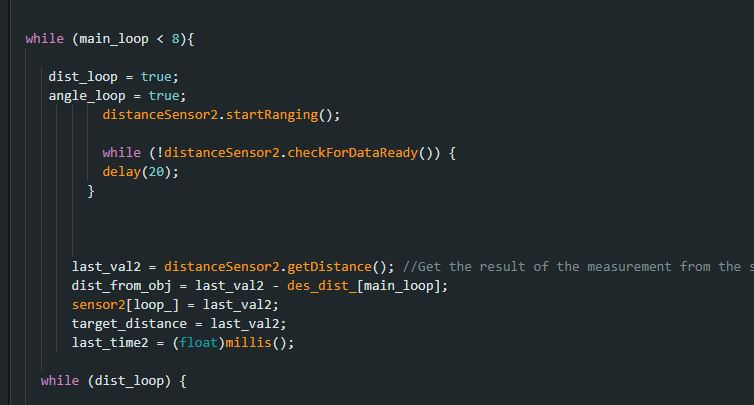 while (main_loop < 8){
dist_loop = true;
angle_loop = true;
distanceSensor2.startRanging();
while (!distanceSensor2.checkForDataReady()) {
delay(20);
}
last_val2 = distanceSensor2.getDistance(); //Get the result of the measurement from the
dist_from_obj = last_val2 - des_dist_[main_loop];
sensor2[loop_] = last_val2;
target_distance = last_val2;
last_time2 = (float)millis();
while (dist_loop) {